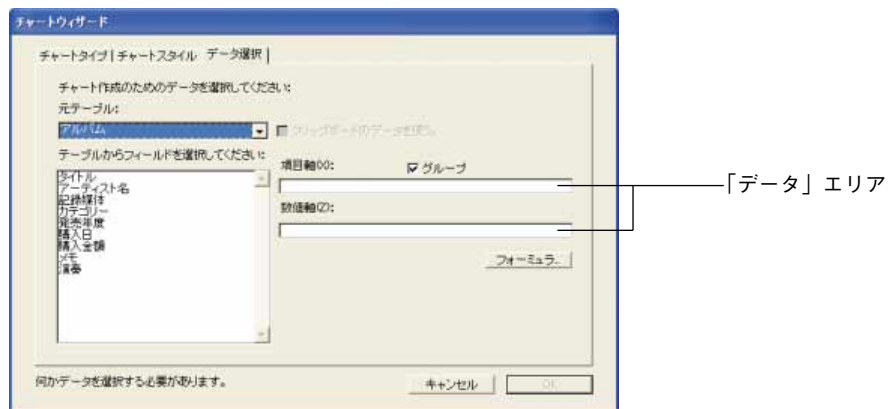 チャートウィザード
チャートタイプ | チャートスタイル データ選択 |
チャート作成のためのデータを選択してください:
元テーブル:
アルバム
クリップボードのデータを使う
テーブルからフィールドを選択してください:
項目軸(X):
グループ
タイトル
アーティスト名
記録媒体
カテゴリー
発売年度
購入日
購入金額
メモ
演奏
数値軸(Z):
フォーミュラ...
「データ」エリア
何かデータを選択する必要があります。
キャンセル
OK